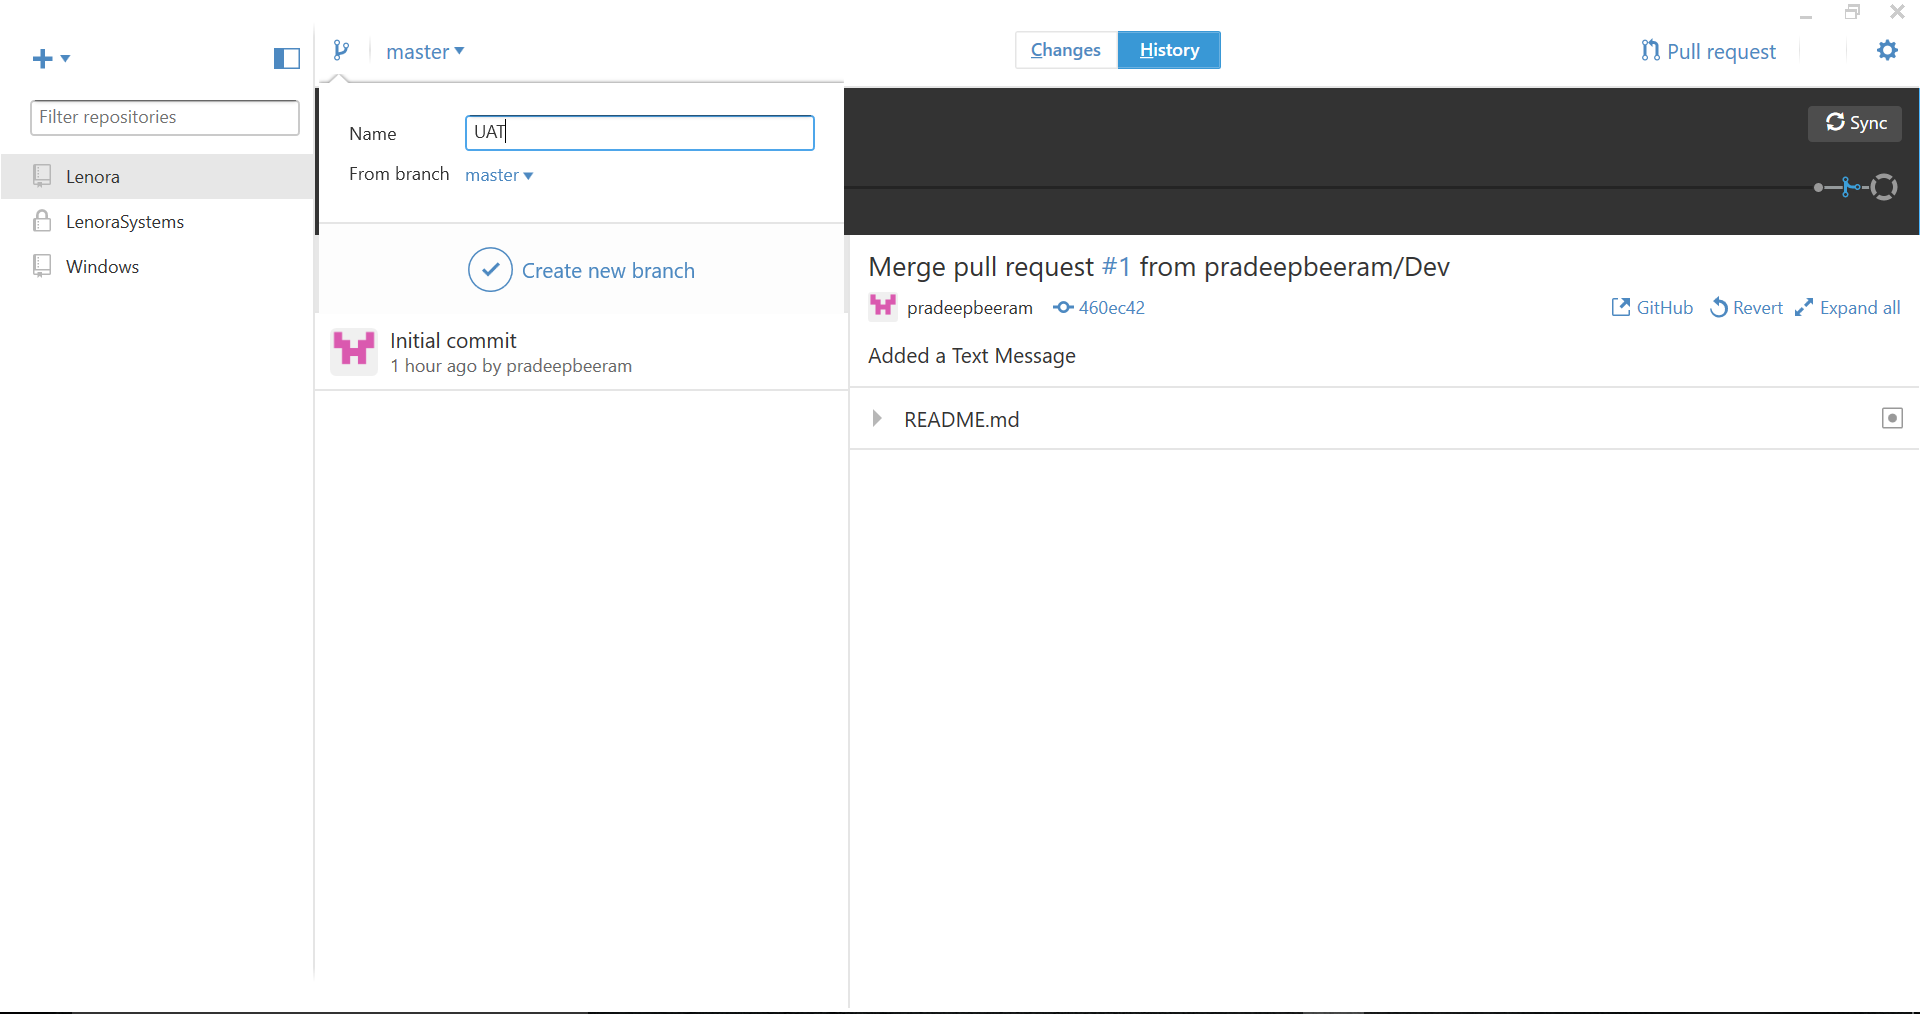 master
Changes
History
Pull request
Filter repositories
Lenora
LenoraSystems
Windows
Name
UAT
From branch
master
Create new branch
Sync
Initial commit
1 hour ago by pradeepbeeram
Merge pull request #1 from pradeepbeeram/Dev
pradeepbeeram 460ec42
GitHub Revert Expand all
Added a Text Message
README.md